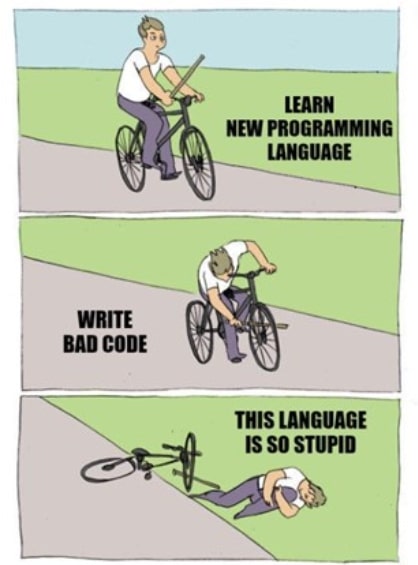 LEARN
NEW PROGRAMMING
LANGUAGE
WRITE
BAD CODE
THIS LANGUAGE
IS SO STUPID